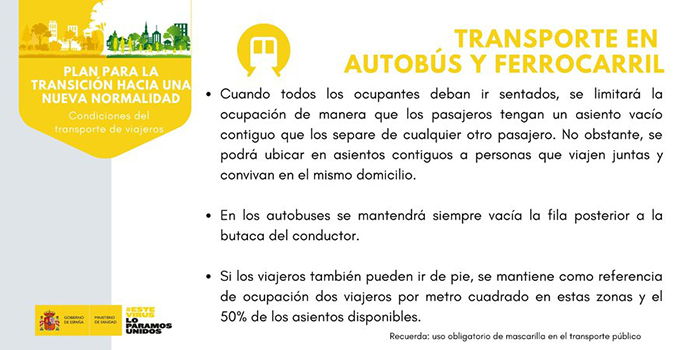 PLAN PARA LA
TRANSICIÓN HACIA UNA
NUEVA NORMALIDAD
Condiciones del
transporte de viajeros
TRANSPORTE EN
AUTOBÚS Y FERROCARRIL
• Cuando todos los ocupantes deban ir sentados, se limitará la
ocupación de manera que los pasajeros tengan un asiento vacío
contiguo que los separe de cualquier otro pasajero. No obstante, se
podrá ubicar en asientos contiguos a personas que viajen juntas y
convivan en el mismo domicilio.
• En los autobuses se mantendrá siempre vacía la fila posterior a la
butaca del conductor.
• Si los viajeros también pueden ir de pie, se mantiene como referencia
de ocupación dos viajeros por metro cuadrado en estas zonas y el
50% de los asientos disponibles.
Recuerda: uso obligatorio de mascarilla en el transporte público
GOBIERNO
DE ESPAÑA
MINISTERIO
DE SANIDAD
#ESTE
VIRUS
LO
PARAMOS
UNIDOS